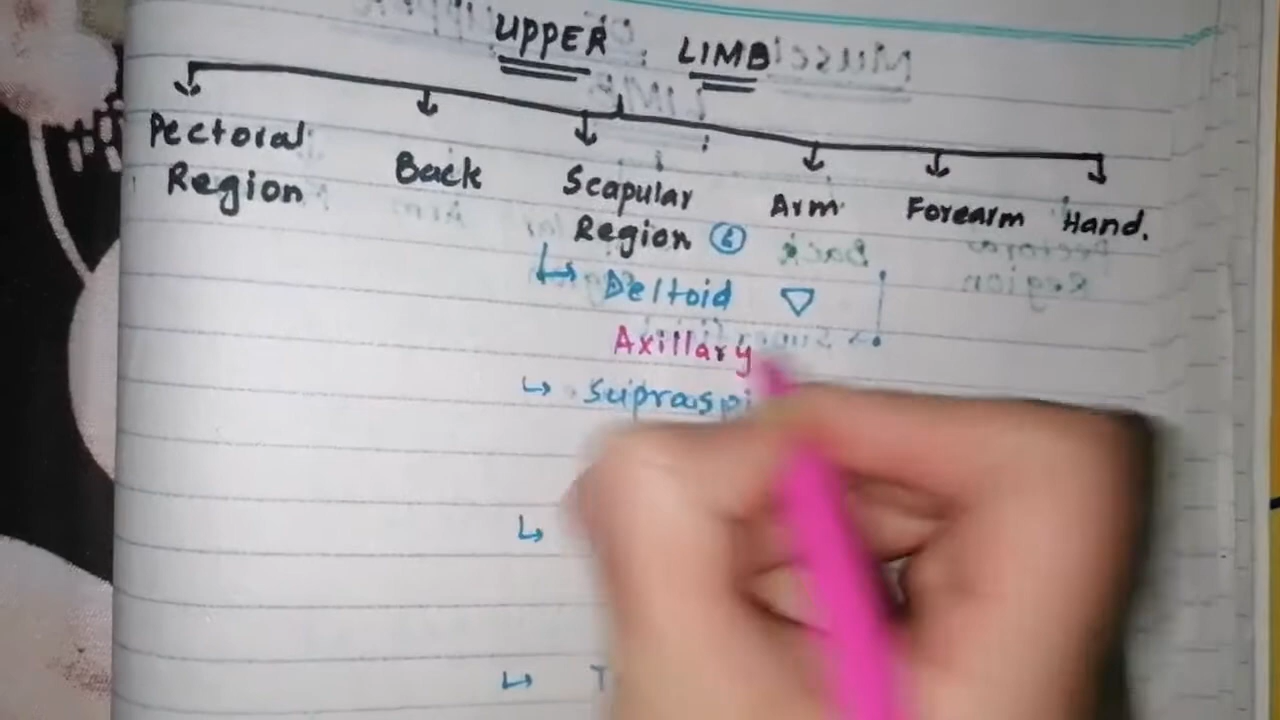 UPPER LIMB
Pectoral Region
Back
Scapular Region 6
Arm
Forearm
Hand.
↳ Deltoid ▽
Axillary
↳
↳
↳